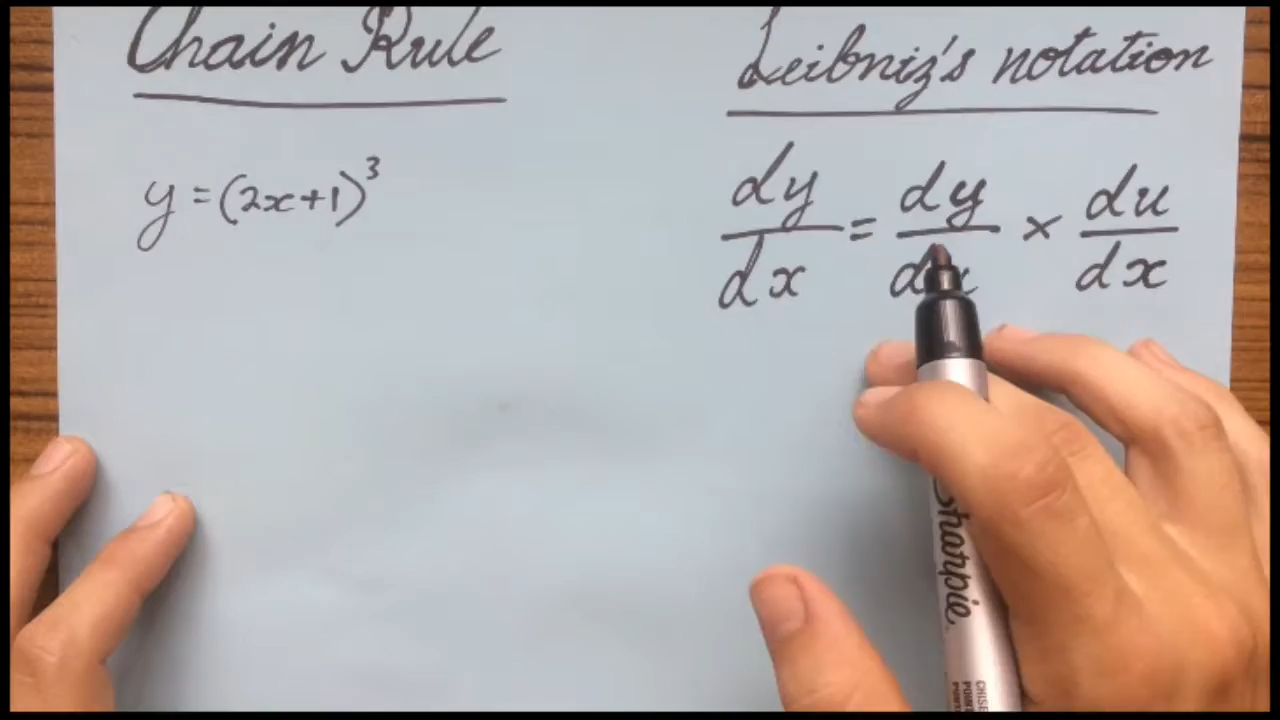 Chain Rule
Leibniz's notation
y = (2x+1)³
dy/dx = dy/du × du/dx
Sharpie